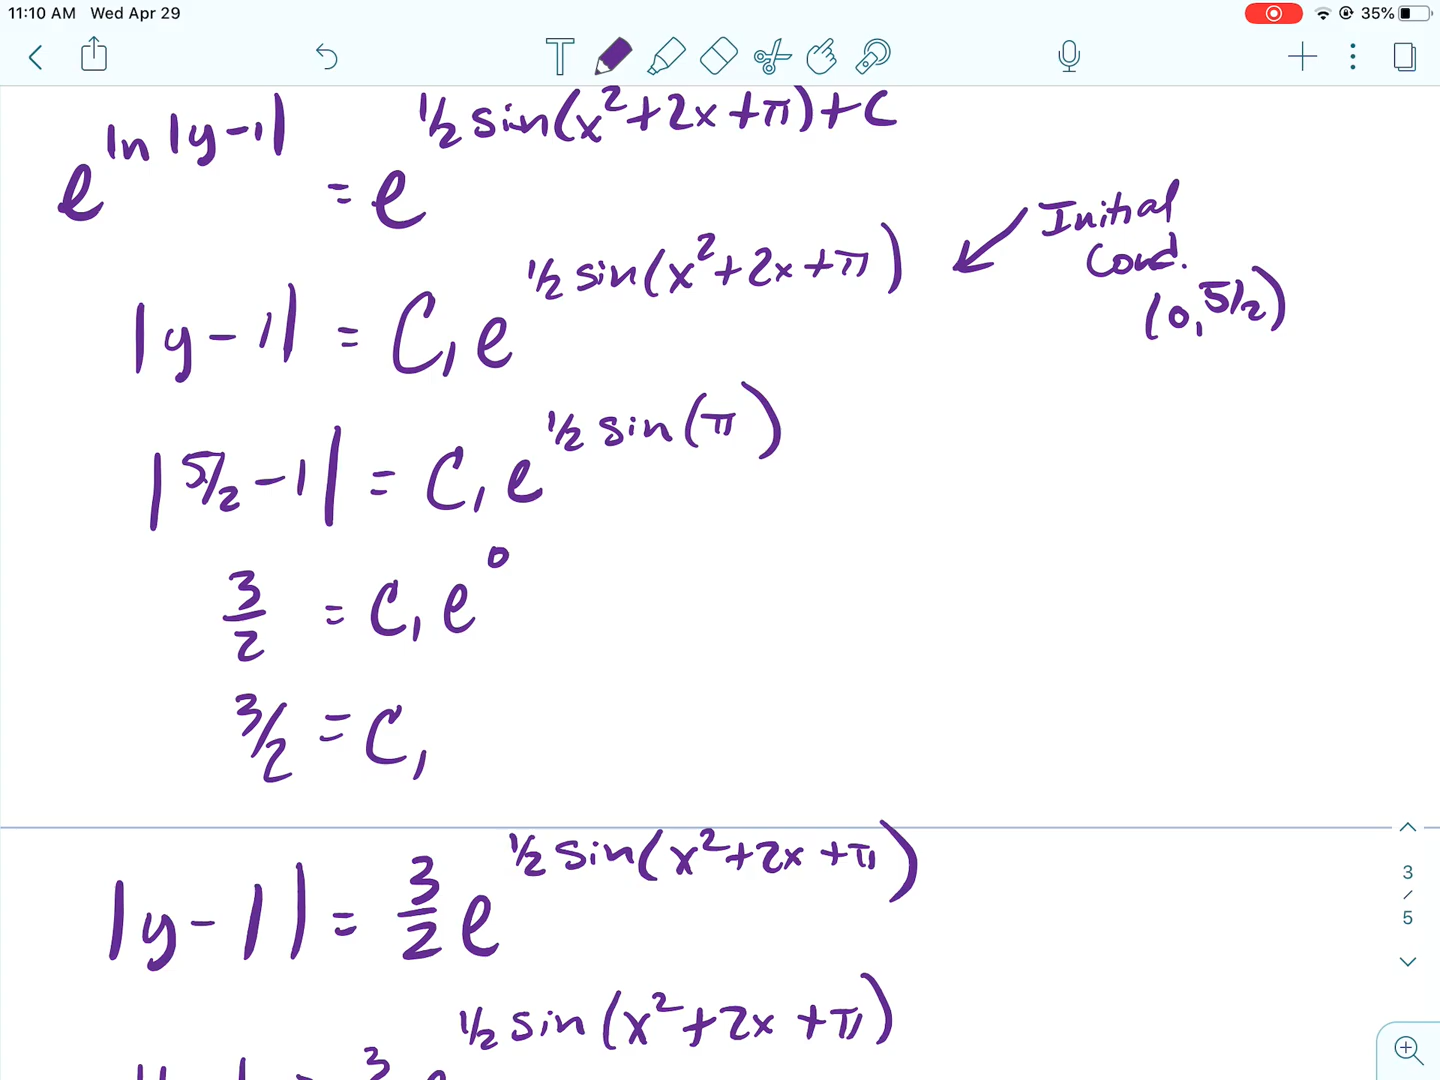 11:10 AM Wed Apr 29
35%
T
e^{ln|y-1|} = e^{1/2 sin(x²+2x+π)+C}
Initial
Cond.
(0, 5/2)
|y-1| = C₁e^{1/2 sin(x²+2x+π)}
|5/2-1| = C₁e^{1/2 sin(π)}
3/2 = C₁e⁰
3/2 = C₁
|y-1| = 3/2 e^{1/2 sin(x²+2x+π)}
3
/
5
1/2 sin(x²+2x+π)
3